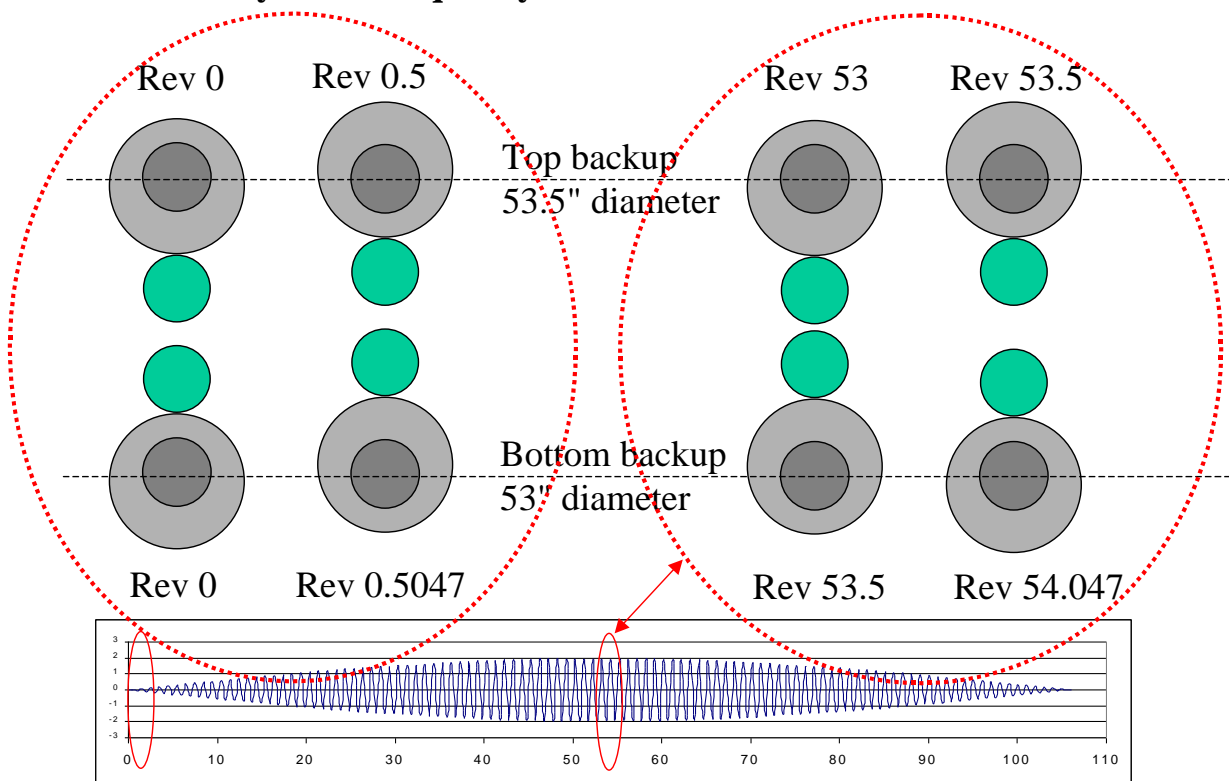 Rev 0
Rev 0.5
Rev 53
Rev 53.5
Top backup
53.5" diameter
Bottom backup
53" diameter
Rev 0
Rev 0.5047
Rev 53.5
Rev 54.047
3
2
1
0
-1
-2
-3
0 10 20 30 40 50 60 70 80 90 100 110